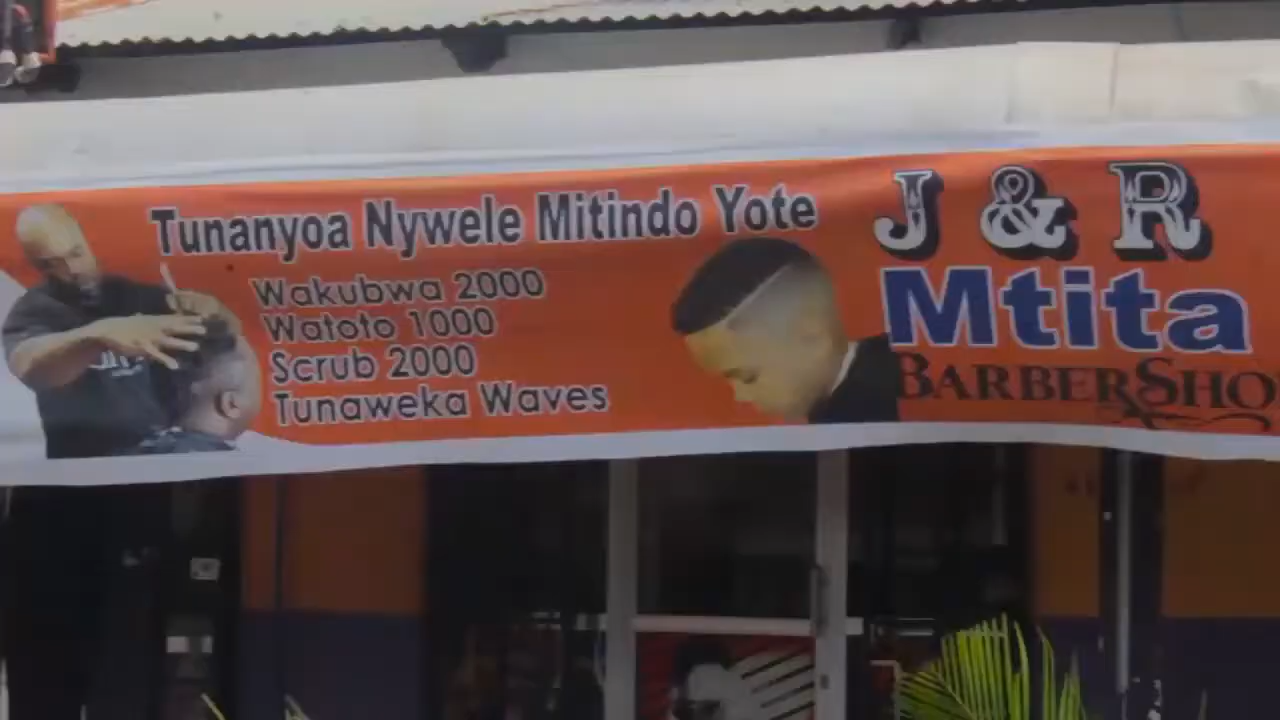 Tunanyoa Nywele Mitindo Yote
Wakubwa 2000
Watoto 1000
Scrub 2000
Tunaweka Waves
J & R
Mtita
BARBERSHO